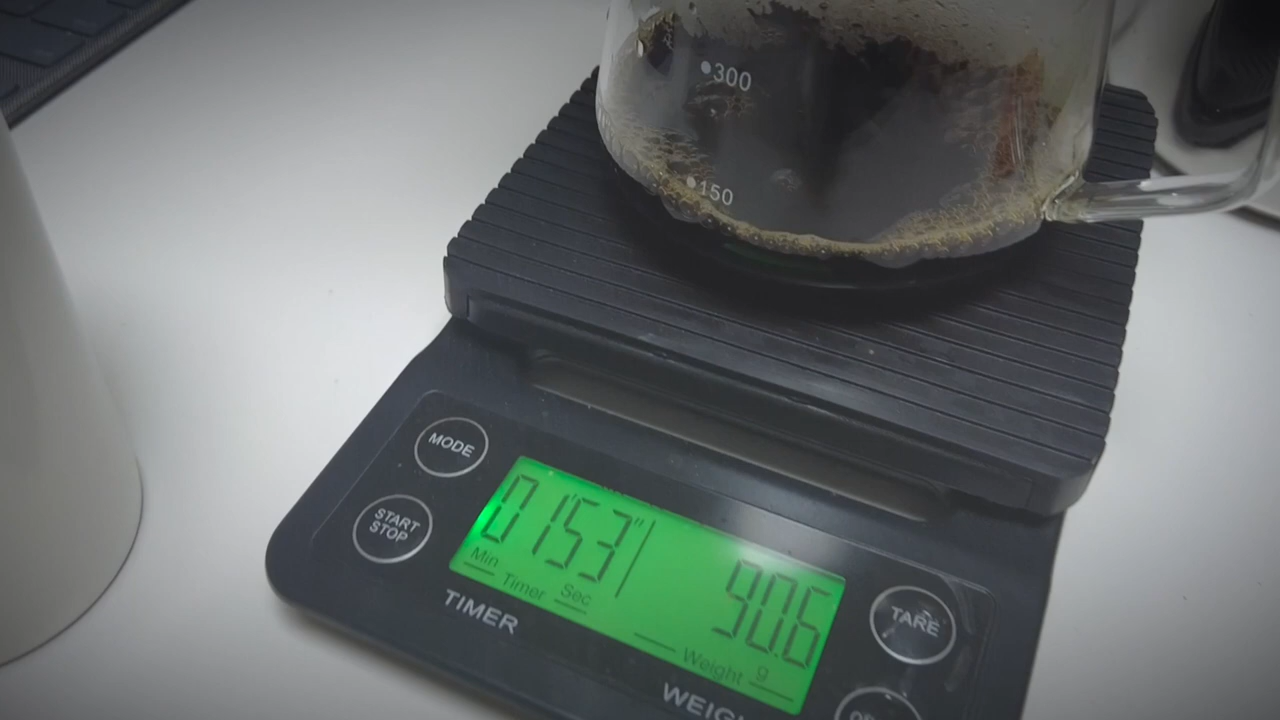 300
150
MODE
START
STOP
01'53"
90.6
Min
Timer
Sec
Weight
g
TIMER
TARE